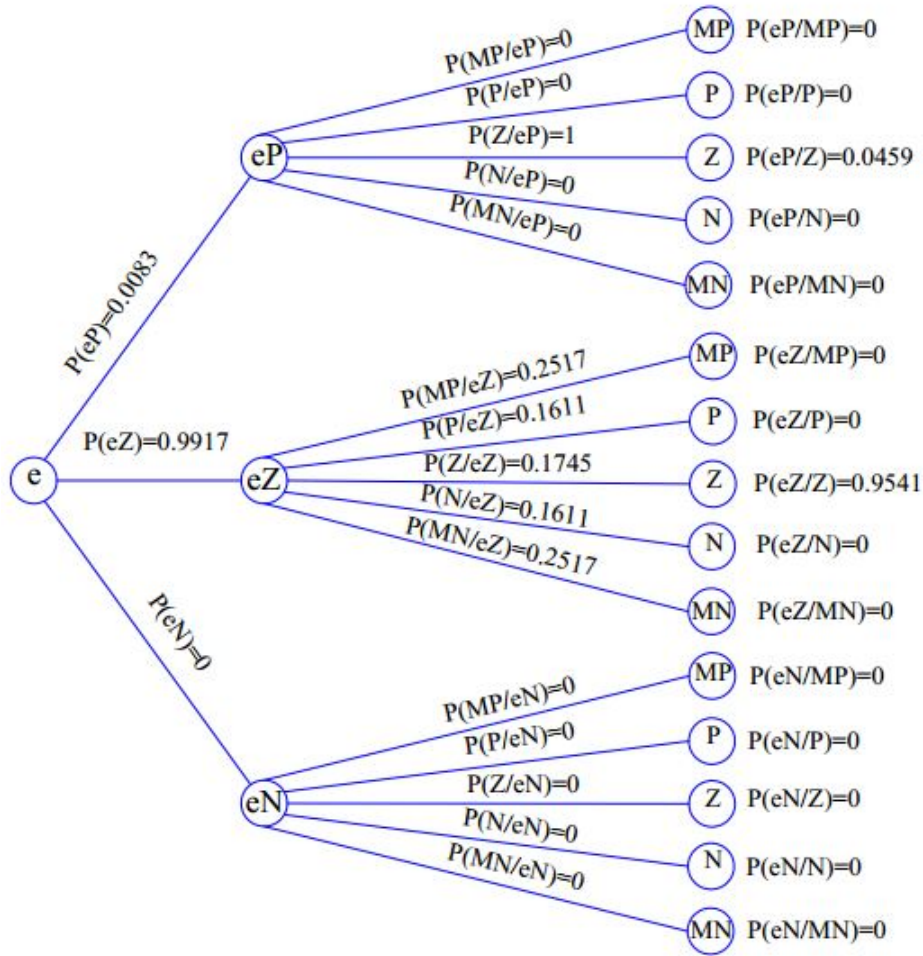 P(MP/eP)=0
MP P(eP/MP)=0
P(P/eP)=0
P P(eP/P)=0
P(Z/eP)=1
eP
Z P(eP/Z)=0.0459
P(N/eP)=0
N P(eP/N)=0
P(MN/eP)=0
MN P(eP/MN)=0
P(eP)=0.0083
P(MP/eZ)=0.2517
MP P(eZ/MP)=0
P(P/eZ)=0.1611
P P(eZ/P)=0
P(eZ)=0.9917
P(Z/eZ)=0.1745
e
eZ
Z P(eZ/Z)=0.9541
P(N/eZ)=0.1611
N P(eZ/N)=0
P(MN/eZ)=0.2517
MN P(eZ/MN)=0
P(eN)=0
P(MP/eN)=0
MP P(eN/MP)=0
P(P/eN)=0
P P(eN/P)=0
P(Z/eN)=0
eN
Z P(eN/Z)=0
P(N/eN)=0
N P(eN/N)=0
P(MN/eN)=0
MN P(eN/MN)=0